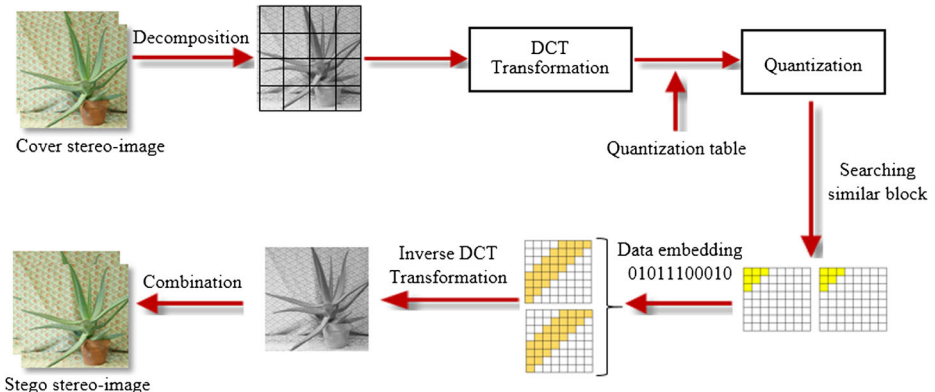 Decomposition
DCT
Transformation
Quantization
Cover stereo-image
Quantization table
Searching
similar block
Data embedding
01011100010
Inverse DCT
Transformation
Combination
Stego stereo-image